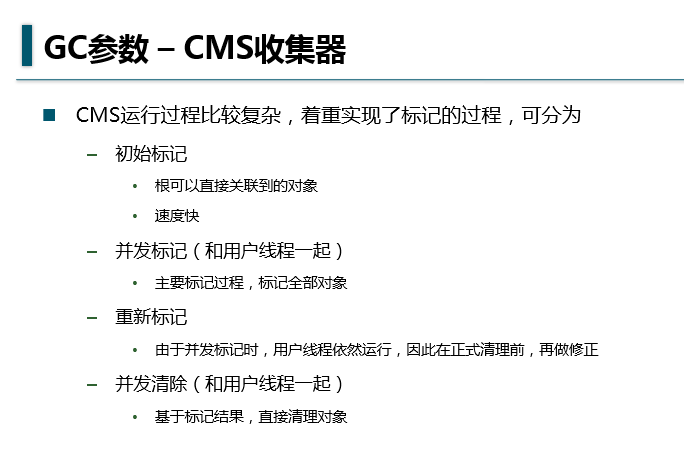 GC参数 – CMS收集器
■ CMS运行过程比较复杂，着重实现了标记的过程，可分为
– 初始标记
• 根可以直接关联到的对象
• 速度快
– 并发标记（和用户线程一起）
• 主要标记过程，标记全部对象
– 重新标记
• 由于并发标记时，用户线程依然运行，因此在正式清理前，再做修正
– 并发清除（和用户线程一起）
• 基于标记结果，直接清理对象